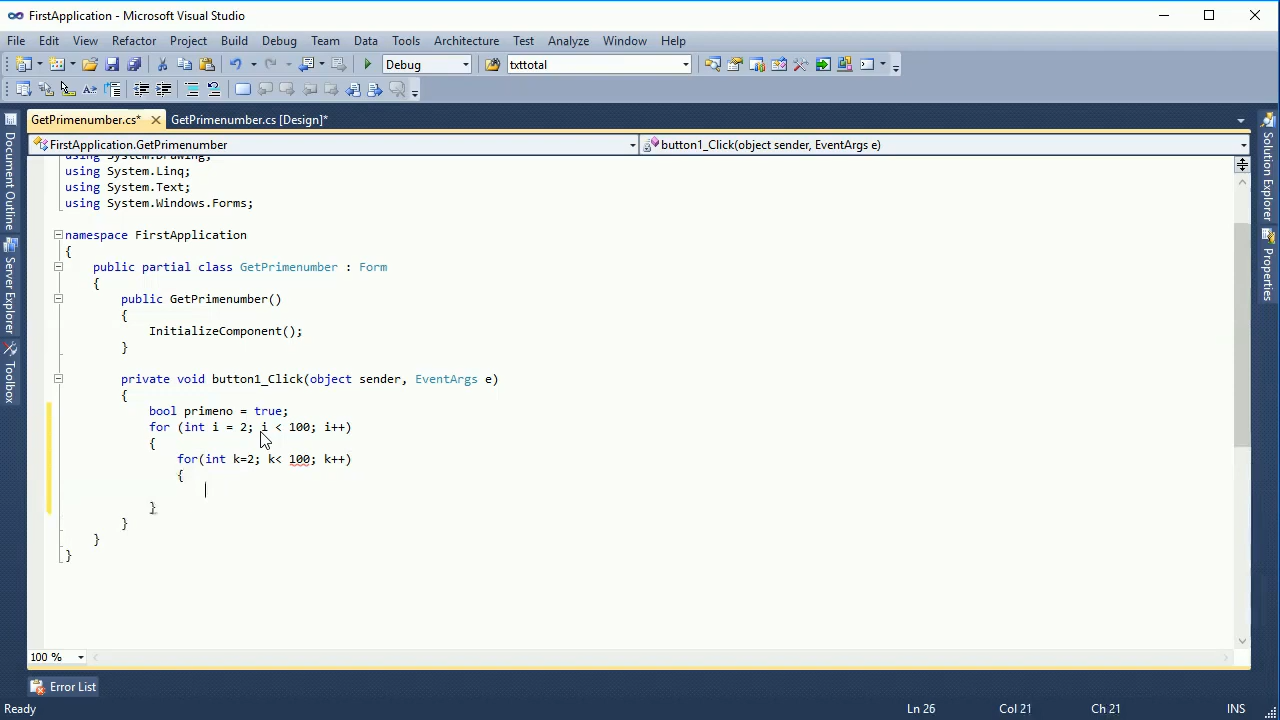 FirstApplication - Microsoft Visual Studio
File Edit View Refactor Project Build Debug Team Data Tools Architecture Test Analyze Window Help
Debug txttotal
GetPrimenumber.cs* GetPrimenumber.cs [Design]*
FirstApplication.GetPrimenumber button1_Click(object sender, EventArgs e)
using System.Drawing;
using System.Linq;
using System.Text;
using System.Windows.Forms;
namespace FirstApplication
{
public partial class GetPrimenumber : Form
{
public GetPrimenumber()
{
InitializeComponent();
}
private void button1_Click(object sender, EventArgs e)
{
bool primeno = true;
for (int i = 2; i < 100; i++)
{
for(int k=2; k< 100; k++)
{
}
}
}
}
100 %
Error List
Ready Ln 26 Col 21 Ch 21 INS
Document Outline
Server Explorer
Toolbox
Solution Explorer
Properties